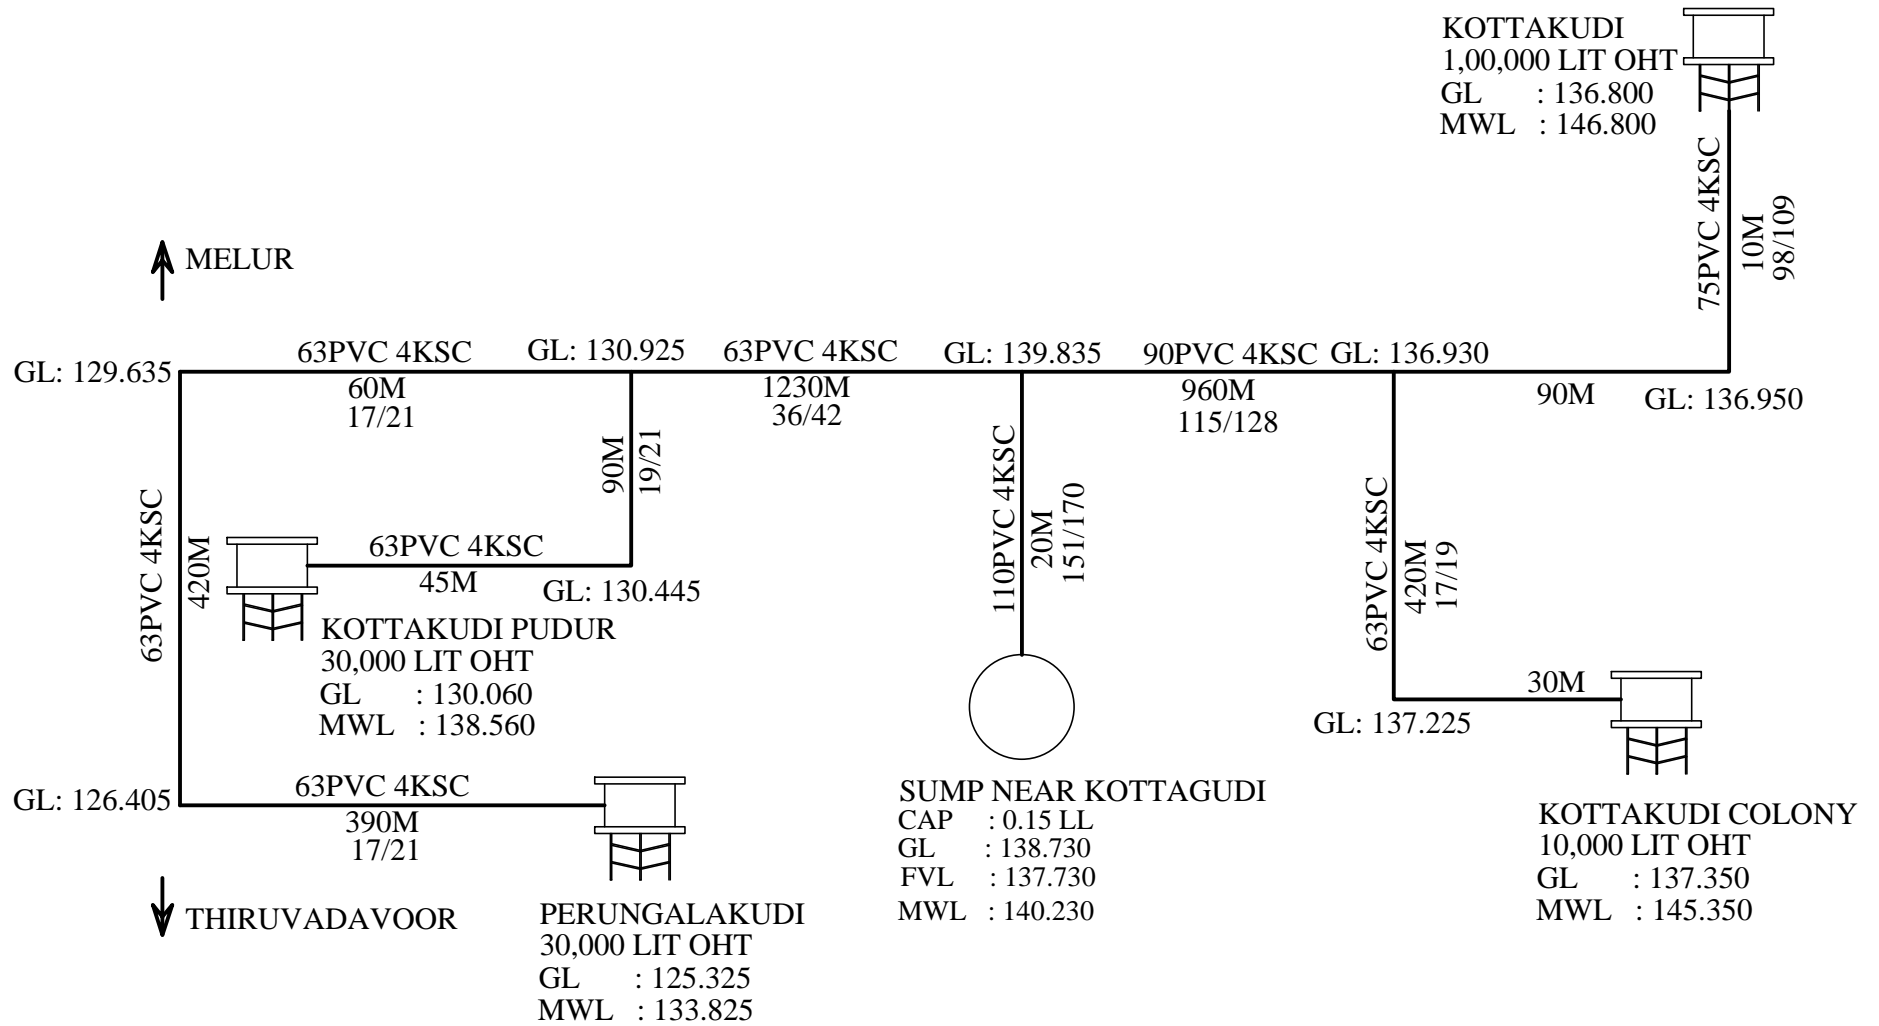 KOTTAKUDI
1,00,000 LIT OHT
GL : 136.800
MWL : 146.800
75PVC 4KSC
10M
98/109
MELUR
GL: 129.635
63PVC 4KSC
60M
17/21
GL: 130.925
63PVC 4KSC
1230M
36/42
GL: 139.835
90PVC 4KSC
960M
115/128
GL: 136.930
90M
GL: 136.950
63PVC 4KSC
420M
90M
19/21
63PVC 4KSC
45M
GL: 130.445
KOTTAKUDI PUDUR
30,000 LIT OHT
GL : 130.060
MWL : 138.560
110PVC 4KSC
20M
151/170
63PVC 4KSC
420M
17/19
30M
GL: 137.225
GL: 126.405
63PVC 4KSC
390M
17/21
SUMP NEAR KOTTAGUDI
CAP : 0.15 LL
GL : 138.730
FVL : 137.730
MWL : 140.230
KOTTAKUDI COLONY
10,000 LIT OHT
GL : 137.350
MWL : 145.350
THIRUVADAVOOR
PERUNGALAKUDI
30,000 LIT OHT
GL : 125.325
MWL : 133.825